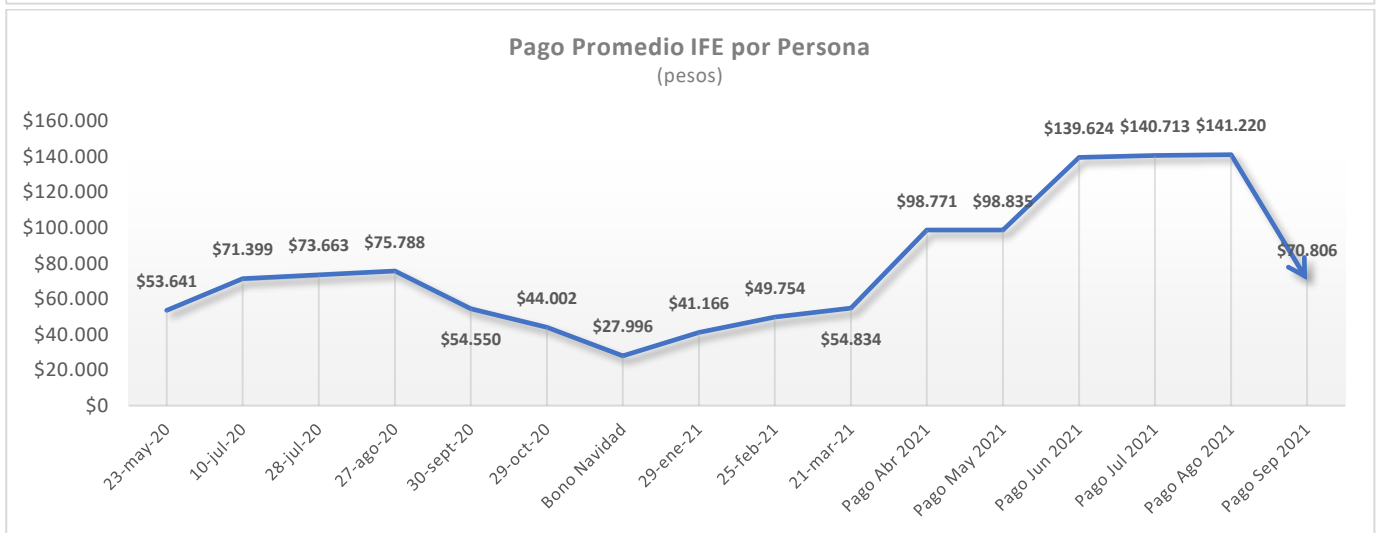 Pago Promedio IFE por Persona
(pesos)
$160.000
$140.000
$120.000
$100.000
$80.000
$60.000
$40.000
$20.000
$0
$53.641
$71.399
$73.663
$75.788
$54.550
$44.002
$27.996
$41.166
$49.754
$54.834
$98.771
$98.835
$139.624
$140.713
$141.220
$70.806
23-may-20
10-jul-20
28-jul-20
27-ago-20
30-sept-20
29-oct-20
Bono Navidad
29-ene-21
25-feb-21
21-mar-21
Pago Abr 2021
Pago May 2021
Pago Jun 2021
Pago Jul 2021
Pago Ago 2021
Pago Sep 2021